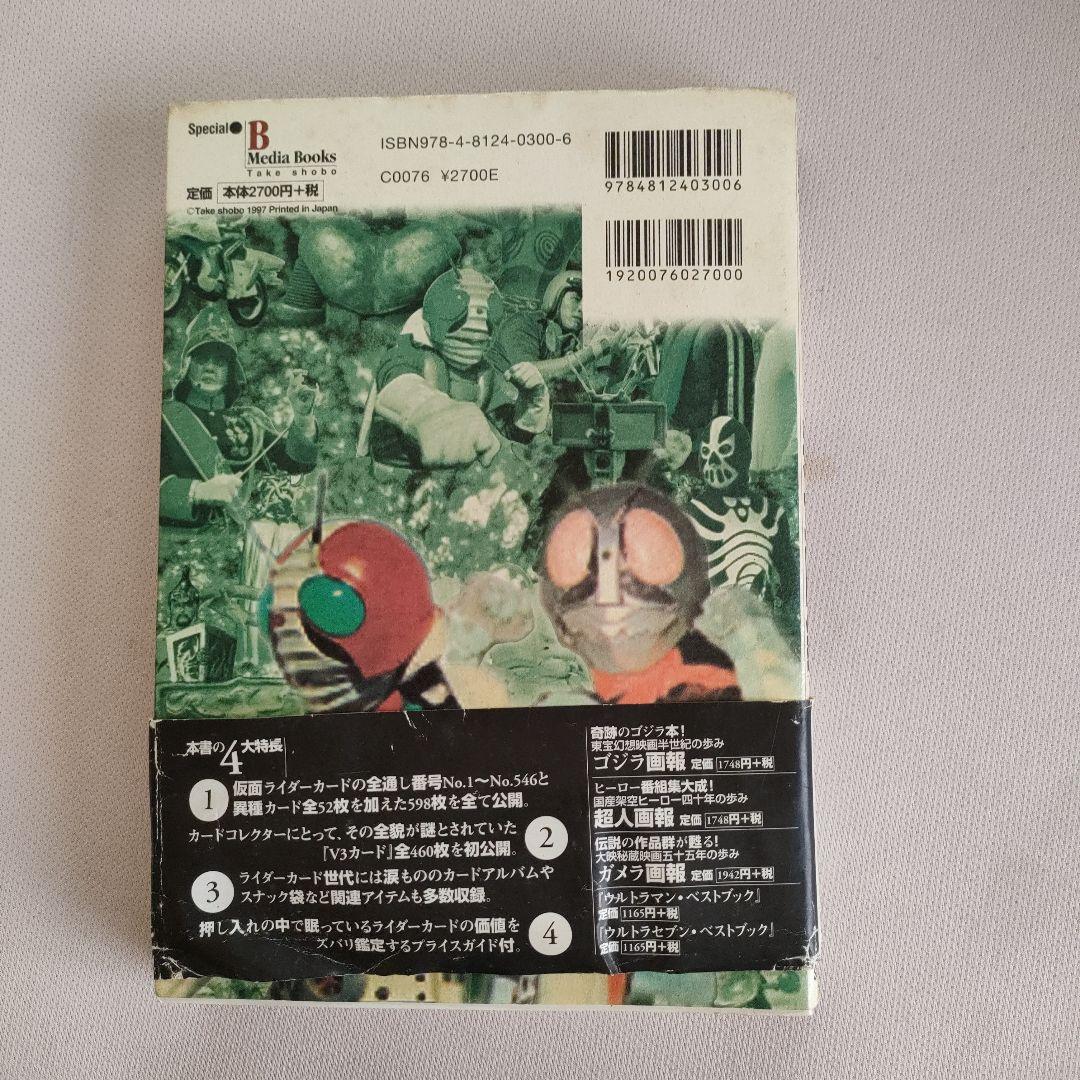 Special● B
Media Books
Take shobo
定価 本体2700円+税
©Take shobo 1997 Printed in Japan
ISBN978-4-8124-0300-6
C0076 ¥2700E
9784812403006
1920076027000
本書の4大特長
1 仮面ライダーカードの全通し番号No.1〜No.546と
異種カード全52枚を加えた598枚を全て公開。
カードコレクターにとって、その全貌が謎とされていた
『V3カード』全460枚を初公開。 2
3 ライダーカード世代には涙もののカードアルバムや
スナック袋など関連アイテムも多数収録。
押し入れの中で眠っているライダーカードの価値を
ズバリ鑑定するプライスガイド付。 4
奇跡のゴジラ本!
東宝幻想映画半世紀の歩み
ゴジラ画報 定価 1748円+税
ヒーロー番組集大成!
国産架空ヒーロー四十年の歩み
超人画報 定価 1748円+税
伝説の作品群が甦る!
大映秘蔵映画五十五年の歩み
ガメラ画報 定価 1942円+税
『ウルトラマン・ベストブック』
定価 1165円+税
『ウルトラセブン・ベストブック』
定価 1165円+税